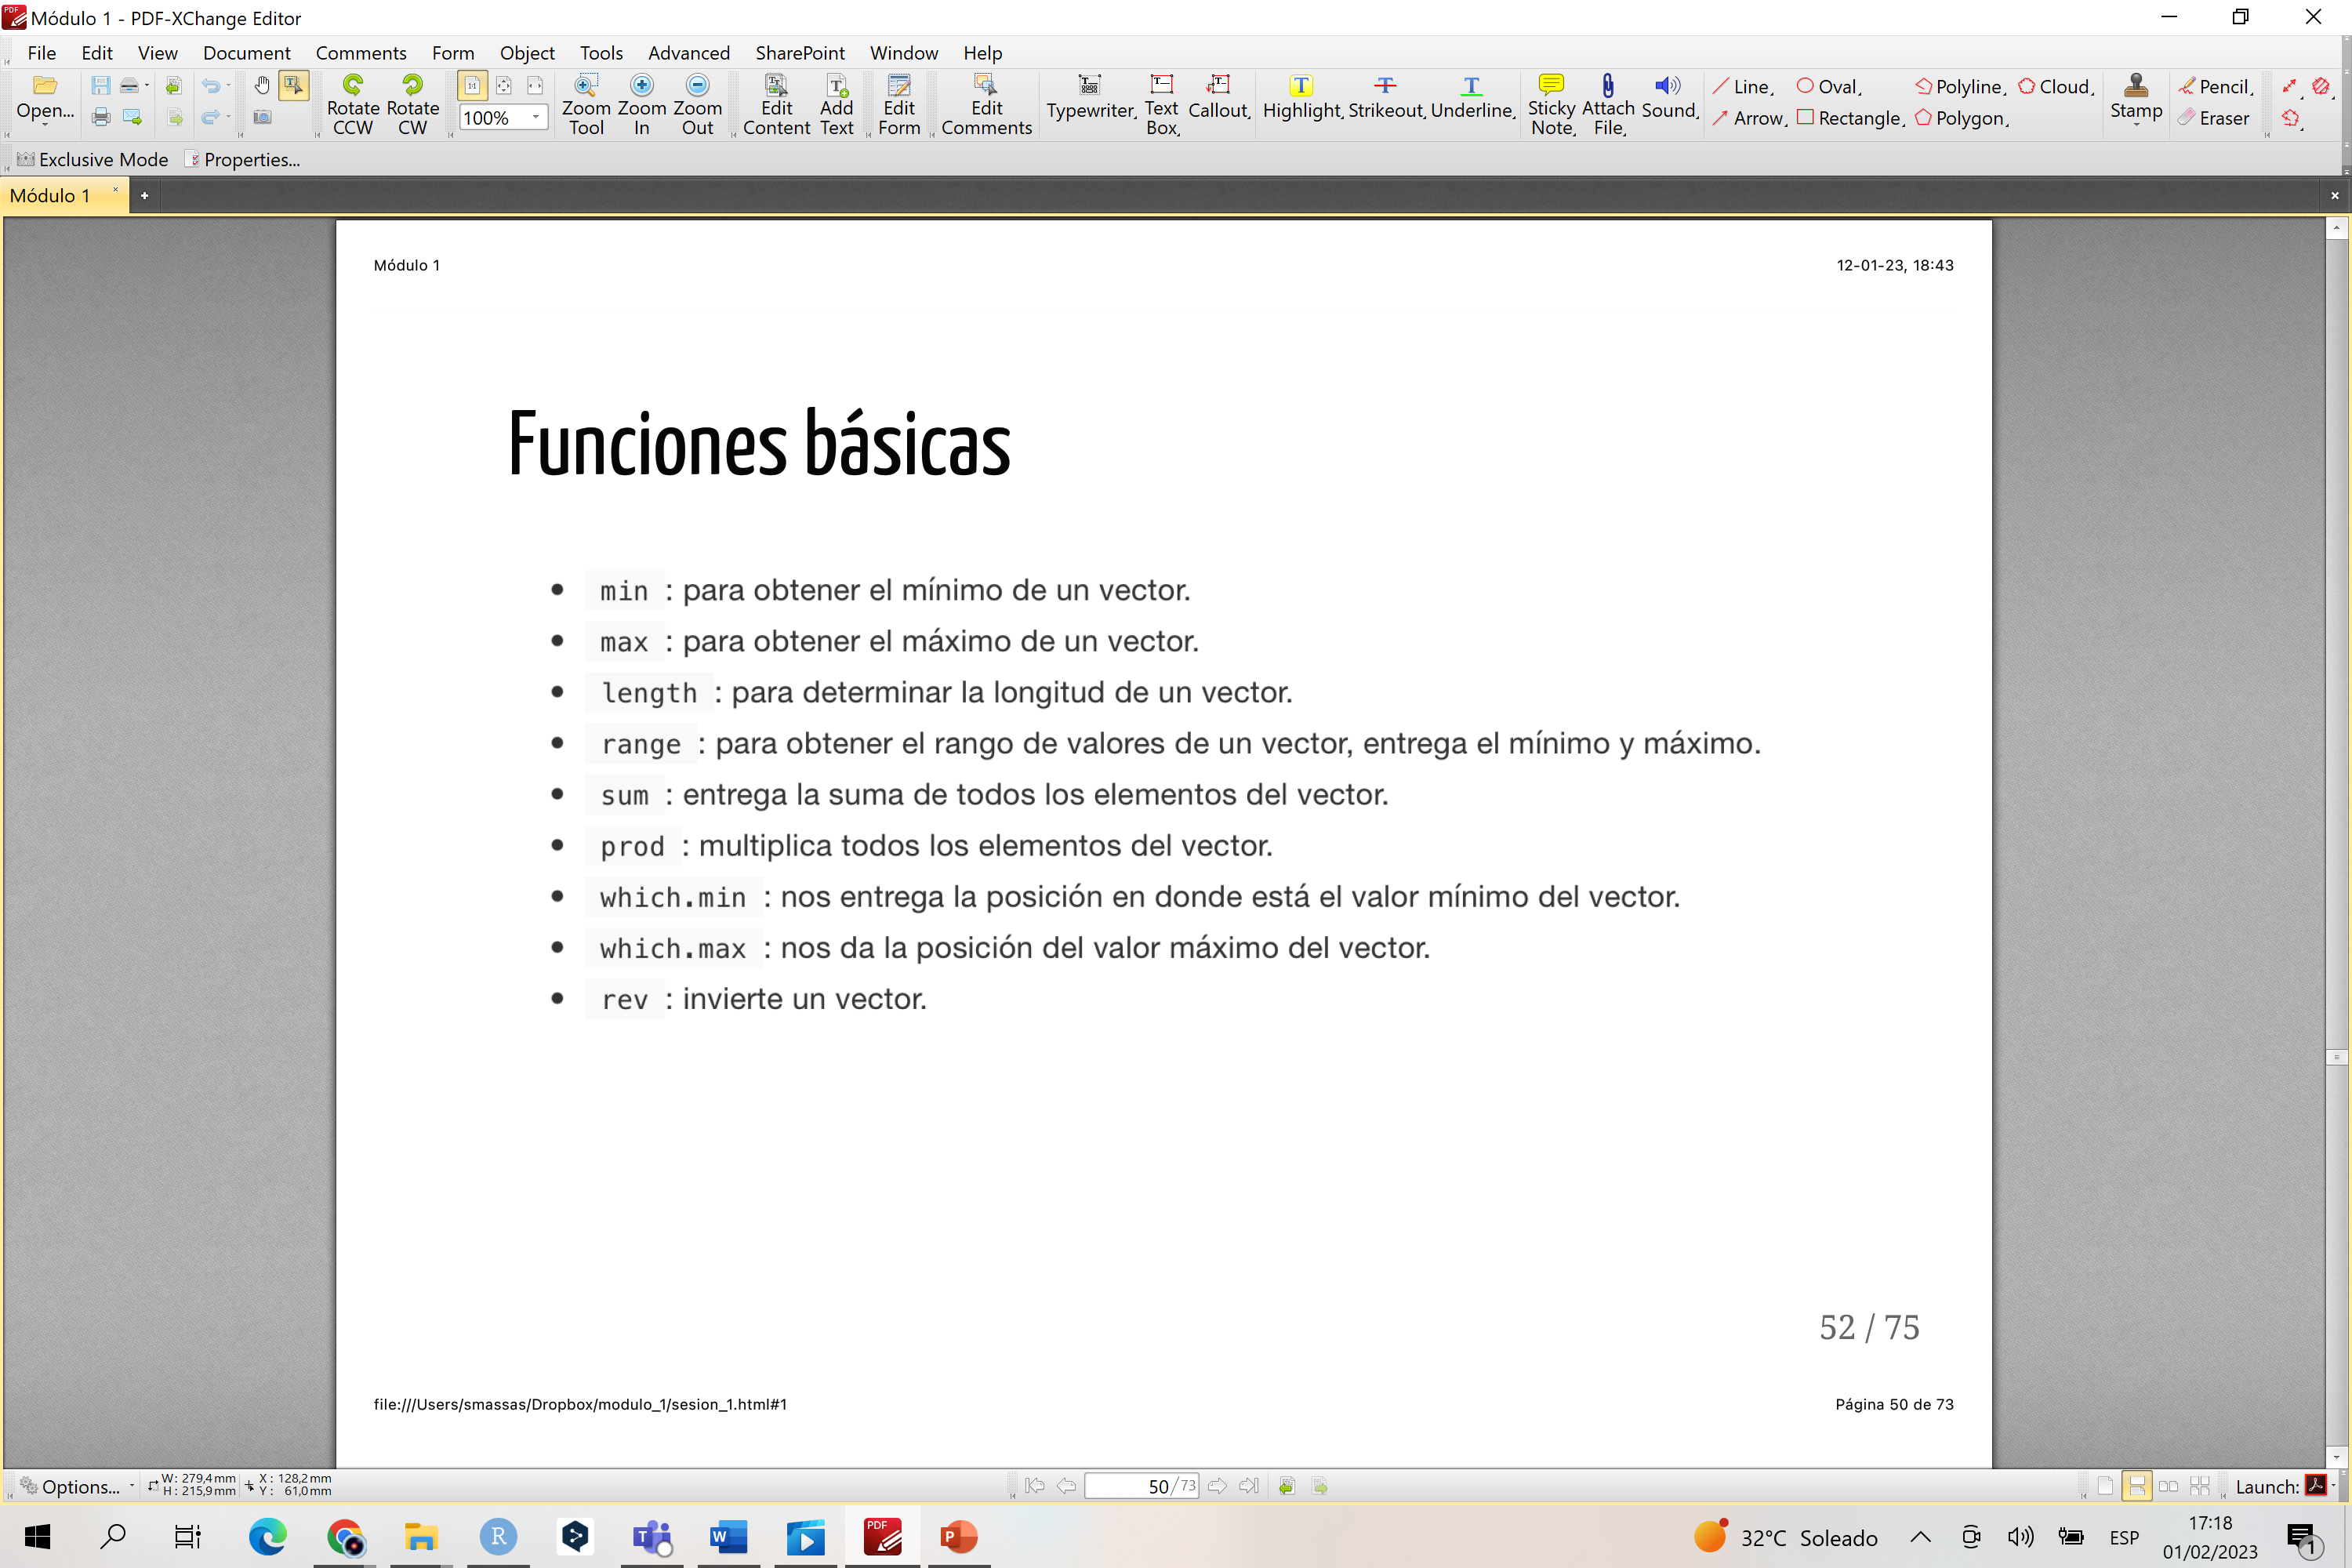 Módulo 1 - PDF-XChange Editor
File Edit View Document Comments Form Object Tools Advanced SharePoint Window Help
Open...
Rotate CCW
Rotate CW
100%
Zoom Tool
Zoom In
Zoom Out
Edit Content
Add Text
Edit Form
Edit Comments
Typewriter
Text Box
Callout
Highlight
Strikeout
Underline
Sticky Note
Attach File
Sound
Line
Arrow
Oval
Rectangle
Polyline
Polygon
Cloud
Stamp
Pencil
Eraser
Exclusive Mode Properties...
Módulo 1
Módulo 1 12-01-23, 18:43
Funciones básicas
• min : para obtener el mínimo de un vector.
• max : para obtener el máximo de un vector.
• length : para determinar la longitud de un vector.
• range : para obtener el rango de valores de un vector, entrega el mínimo y máximo.
• sum : entrega la suma de todos los elementos del vector.
• prod : multiplica todos los elementos del vector.
• which.min : nos entrega la posición en donde está el valor mínimo del vector.
• which.max : nos da la posición del valor máximo del vector.
• rev : invierte un vector.
52 / 75
file:///Users/smassas/Dropbox/modulo_1/sesion_1.html#1 Página 50 de 73
Options... W: 279,4mm X: 128,2mm
H: 215,9mm Y: 61,0mm
50 / 73
Launch:
32°C Soleado ESP 17:18
01/02/2023
1